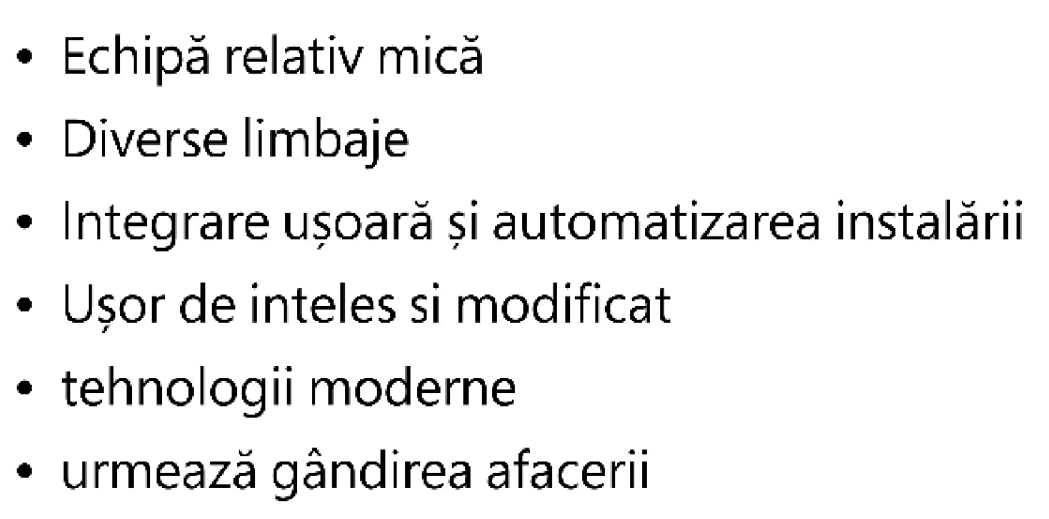 • Echipă relativ mică
• Diverse limbaje
• Integrare ușoară și automatizarea instalării
• Ușor de inteles si modificat
• tehnologii moderne
• urmează gândirea afacerii